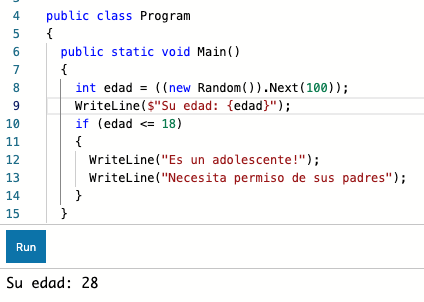 4 public class Program
5 {
6 public static void Main()
7 {
8 int edad = ((new Random()).Next(100));
9 WriteLine($"Su edad: {edad}");
10 if (edad <= 18)
11 {
12 WriteLine("Es un adolescente!");
13 WriteLine("Necesita permiso de sus padres");
14 }
15 }
Run
Su edad: 28